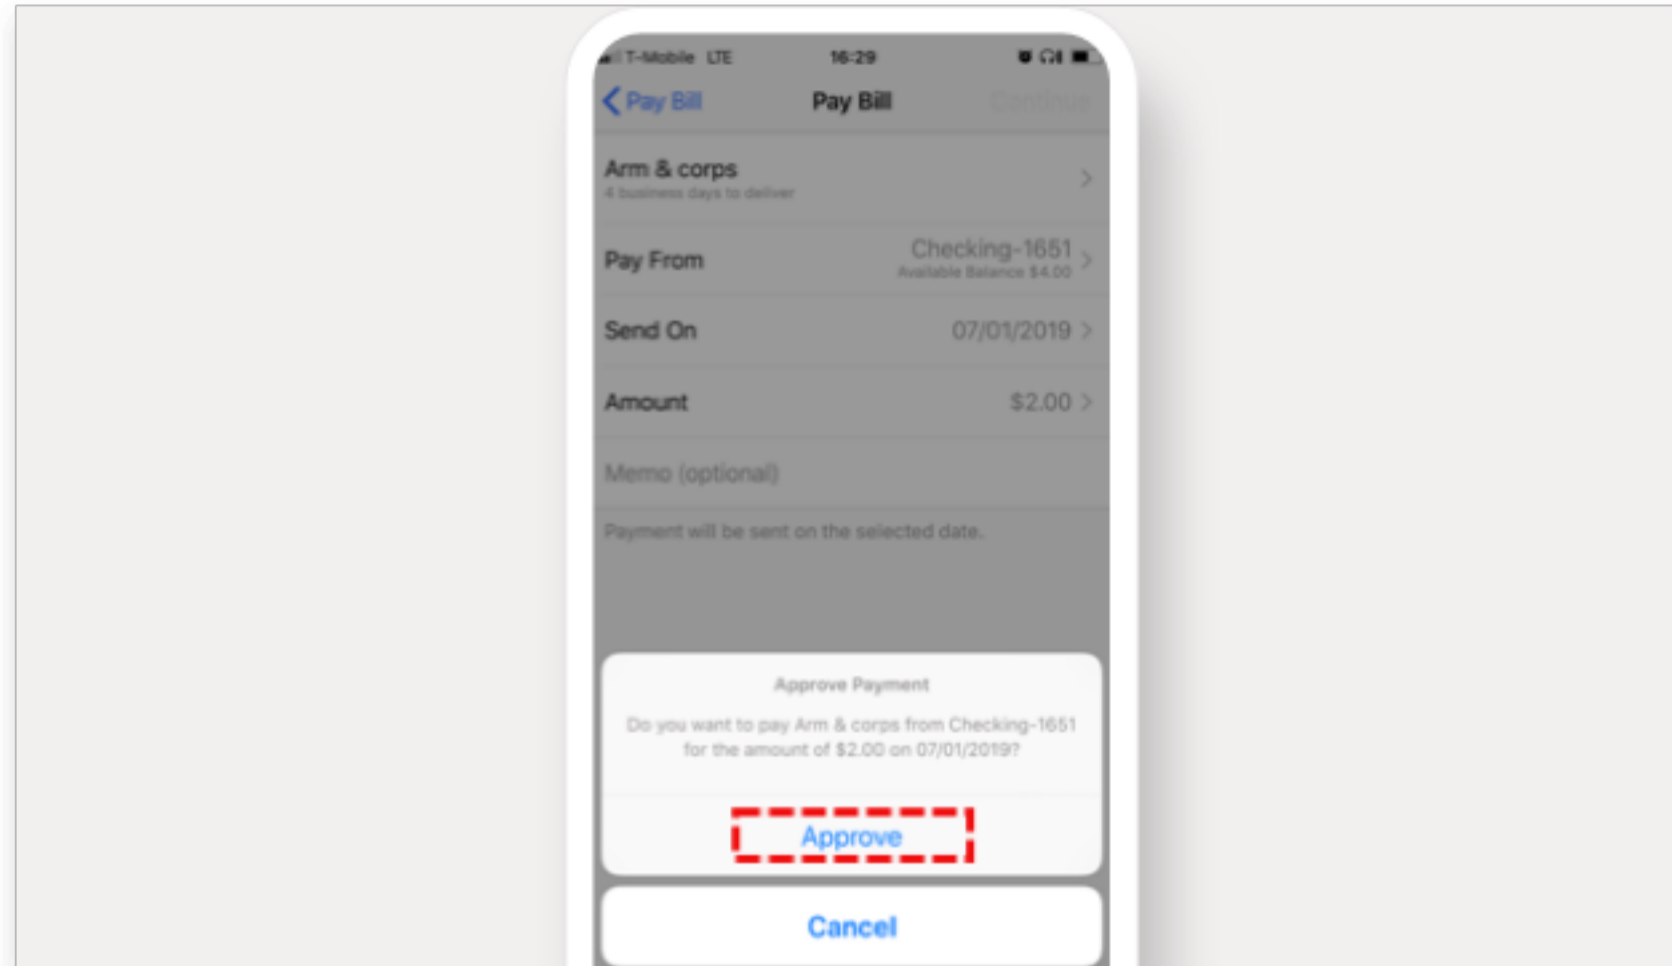 T-Mobile LTE 16:29
Pay Bill Pay Bill Continue
Arm & corps
4 business days to deliver
Pay From Checking-1651
Available Balance $4.00
Send On 07/01/2019
Amount $2.00
Memo (optional)
Payment will be sent on the selected date.
Approve Payment
Do you want to pay Arm & corps from Checking-1651
for the amount of $2.00 on 07/01/2019?
Approve
Cancel